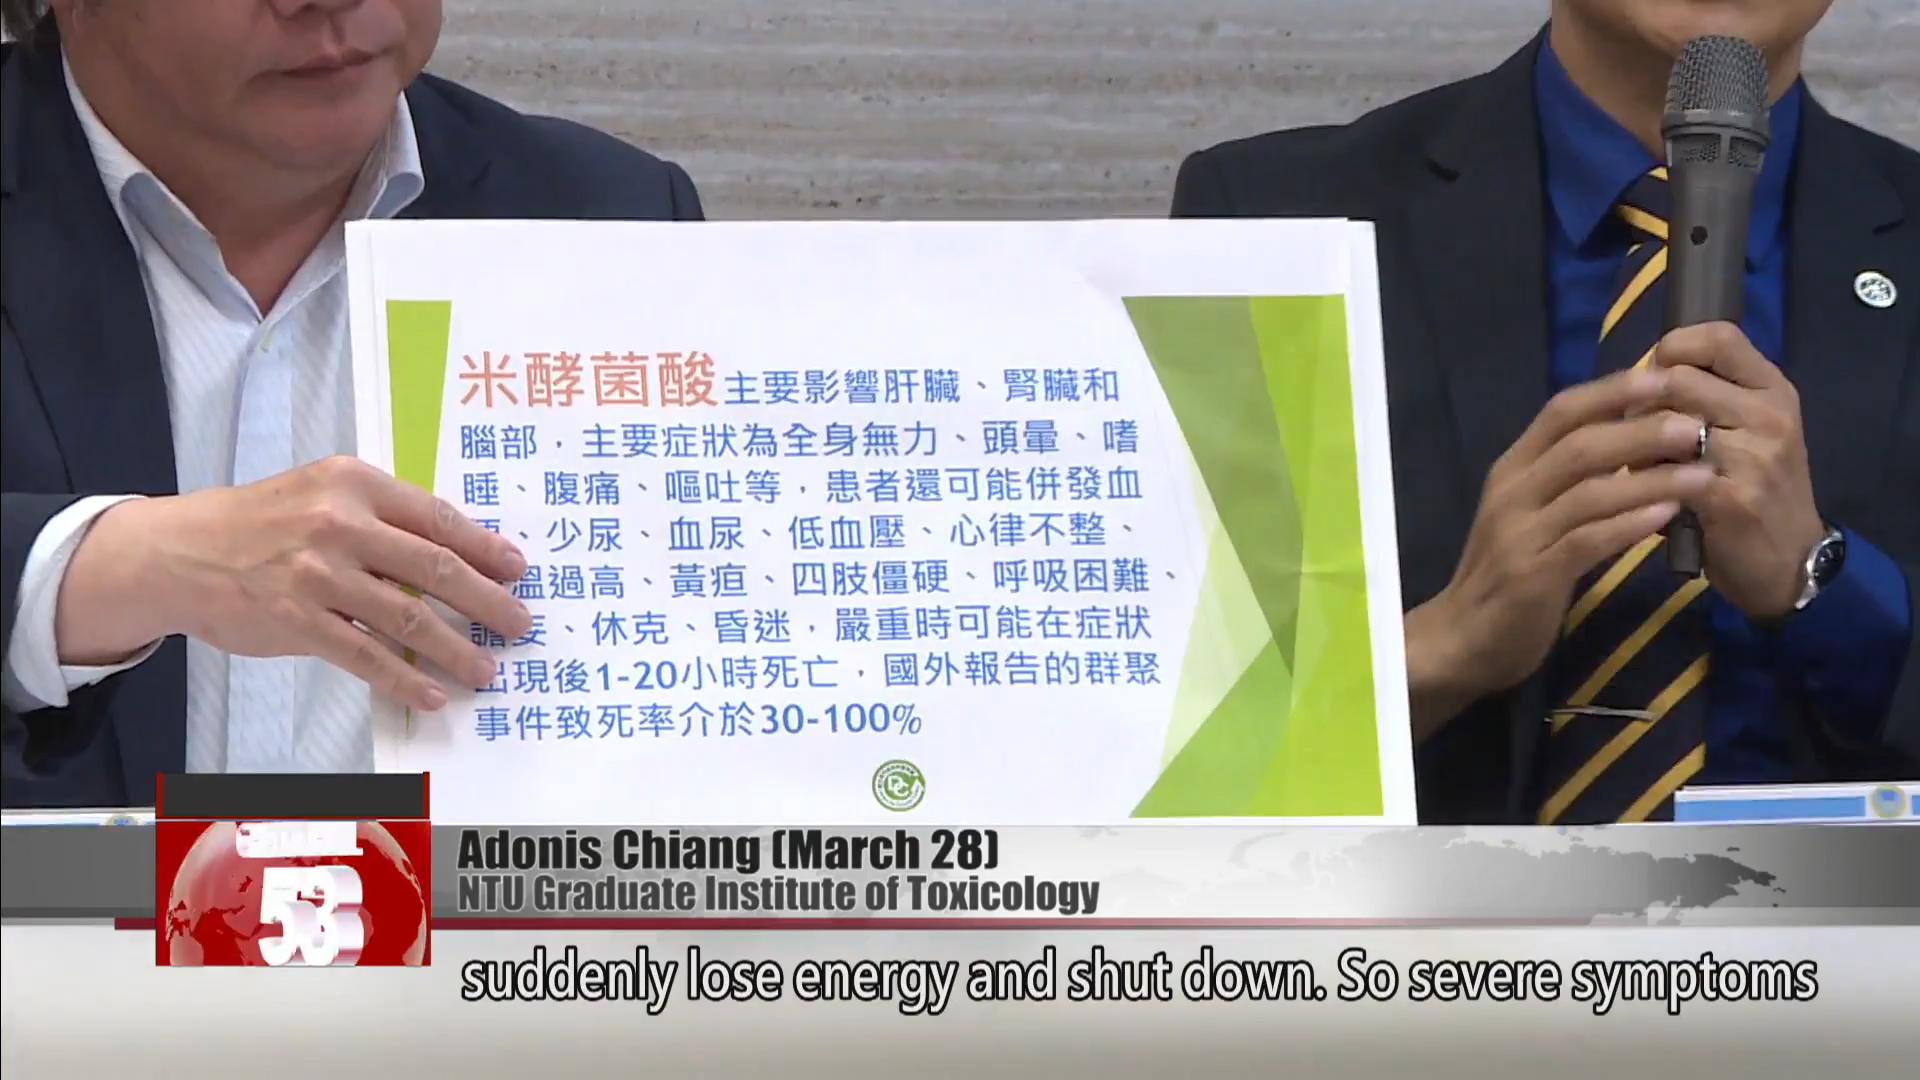 米酵菌酸主要影響肝臟、腎臟和
腦部，主要症狀為全身無力、頭暈、嗜
睡、腹痛、嘔吐等，患者還可能併發血
、少尿、血尿、低血壓、心律不整、
溫過高、黃疸、四肢僵硬、呼吸困難、
譫妄、休克、昏迷，嚴重時可能在症狀
出現後1-20小時死亡，國外報告的群聚
事件致死率介於30-100%
53
Adonis Chiang (March 28)
NTU Graduate Institute of Toxicology
suddenly lose energy and shut down. So severe symptoms